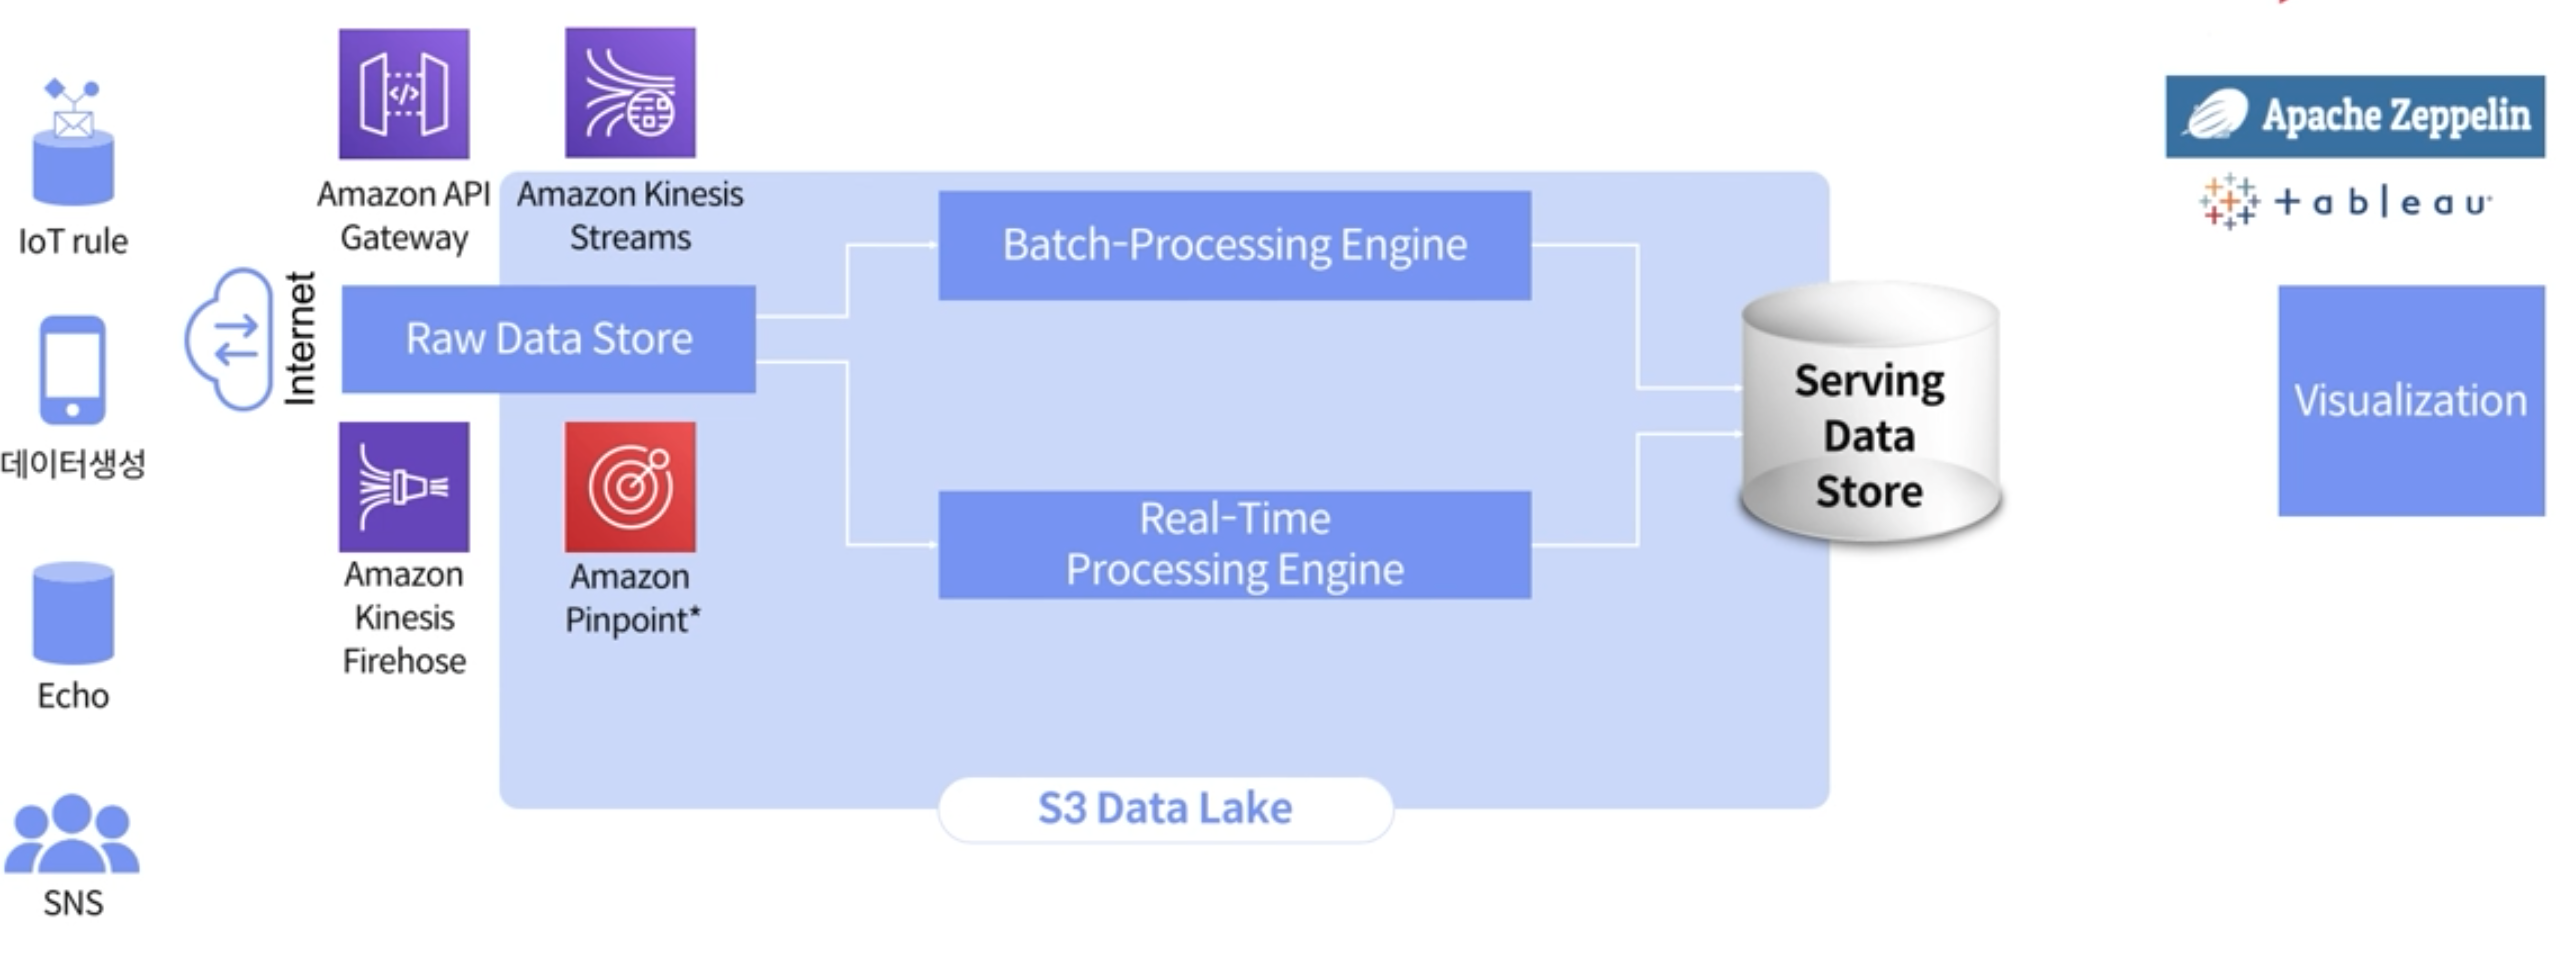 IoT rule
데이터생성
Echo
SNS
Internet
Amazon API
Gateway
Amazon Kinesis
Streams
Raw Data Store
Amazon
Kinesis
Firehose
Amazon
Pinpoint*
Batch-Processing Engine
Real-Time
Processing Engine
S3 Data Lake
Serving
Data
Store
Apache Zeppelin
+ableau
Visualization